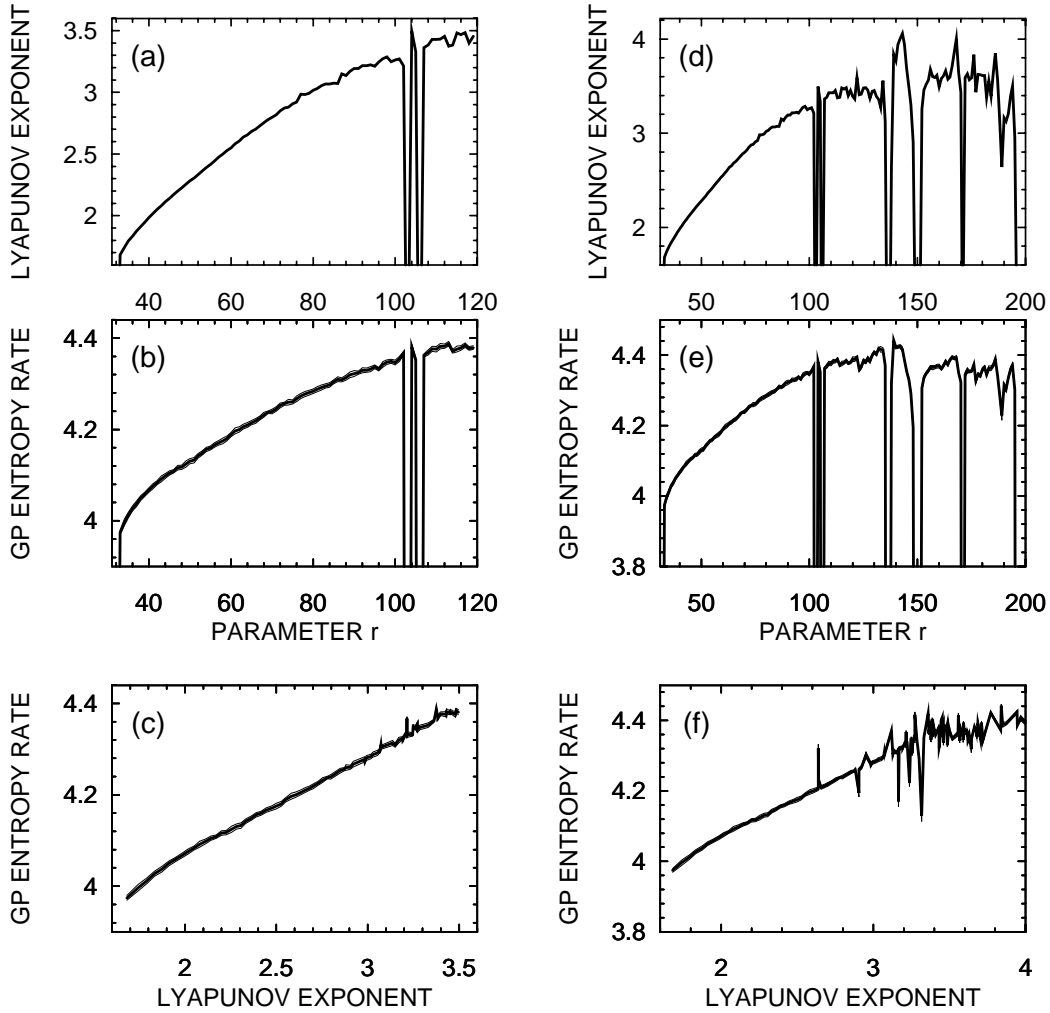 LYAPUNOV EXPONENT
3.5
3
2.5
2
(a)
40 60 80 100 120
LYAPUNOV EXPONENT
4
3
2
(d)
50 100 150 200
GP ENTROPY RATE
4.4
4.2
4
(b)
40 60 80 100 120
PARAMETER r
GP ENTROPY RATE
4.4
4.2
4
3.8
(e)
50 100 150 200
PARAMETER r
GP ENTROPY RATE
4.4
4.2
4
(c)
2 2.5 3 3.5
LYAPUNOV EXPONENT
GP ENTROPY RATE
4.4
4.2
4
3.8
(f)
2 3 4
LYAPUNOV EXPONENT